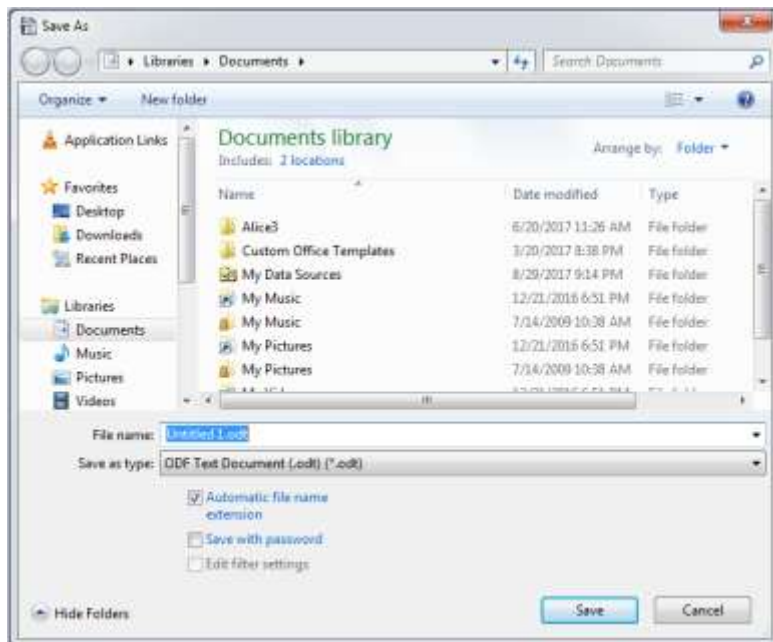 Save As
Libraries Documents
Search Documents
Organize New folder
Application Links
Favorites
Desktop
Downloads
Recent Places
Libraries
Documents
Music
Pictures
Videos
Documents library
Includes: 2 locations
Arrange by: Folder
Name Date modified Type
Alice3 6/20/2017 11:26 AM File folder
Custom Office Templates 3/20/2017 8:38 PM File folder
My Data Sources 8/29/2017 9:14 PM File folder
My Music 12/21/2016 6:51 PM File folder
My Music 7/14/2009 10:38 AM File folder
My Pictures 12/21/2016 6:51 PM File folder
My Pictures 7/14/2009 10:38 AM File folder
File name: Untitled 1.odt
Save as type: ODF Text Document (.odt) (*.odt)
Automatic file name
extension
Save with password
Edit filter settings
Hide Folders
Save Cancel